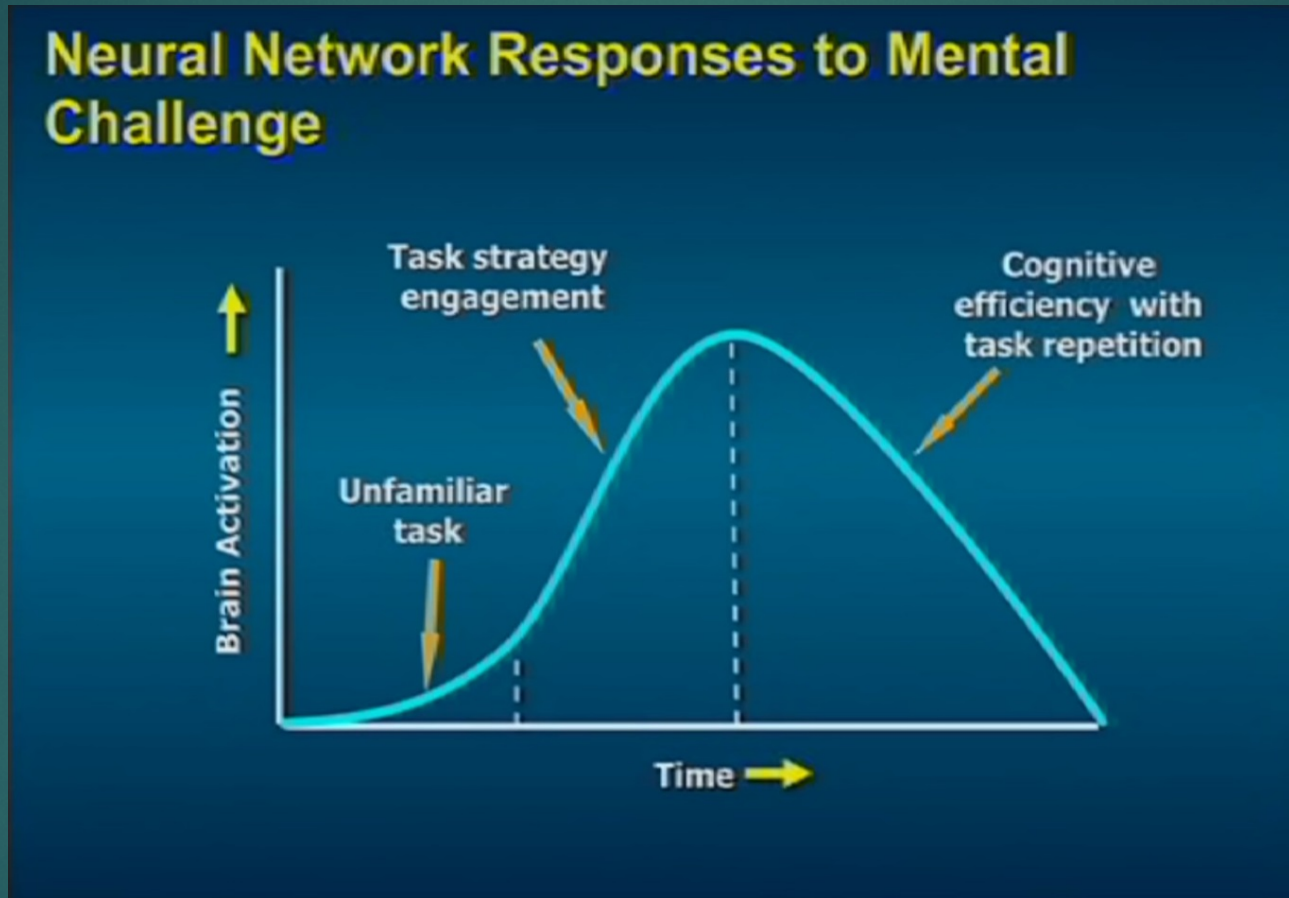 Neural Network Responses to Mental
Challenge
Task strategy
engagement
Cognitive
efficiency with
task repetition
Unfamiliar
task
Brain Activation
Time